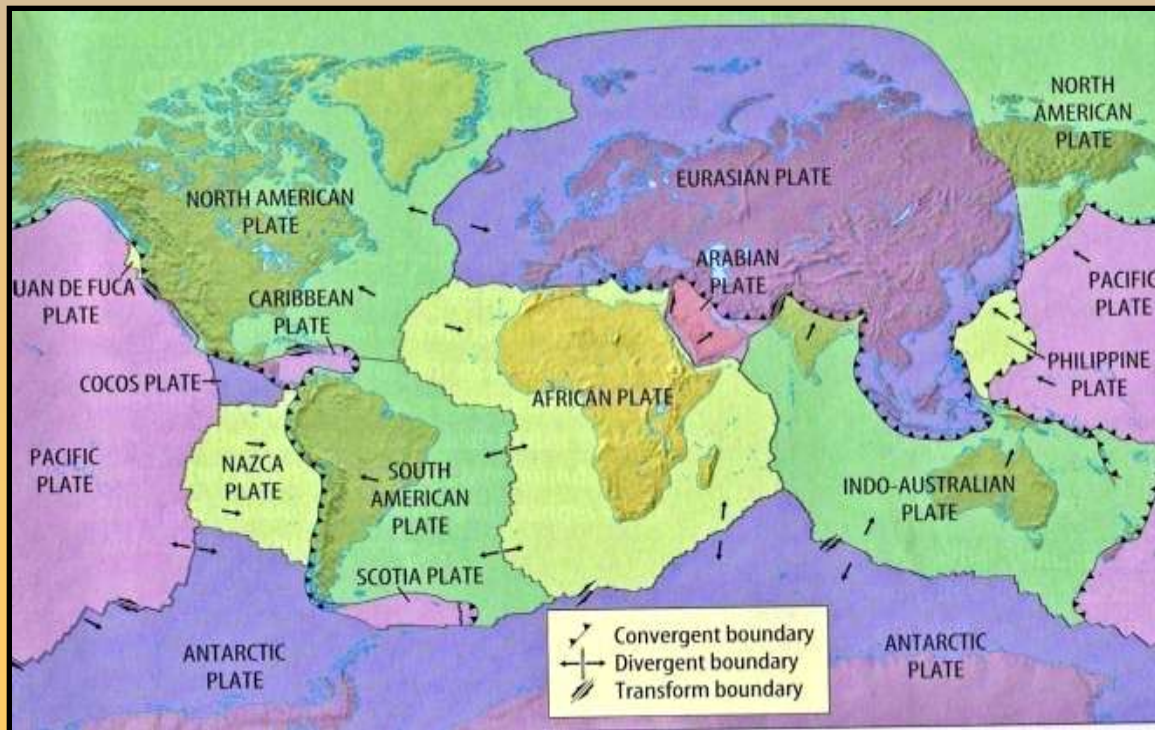 NORTH
AMERICAN
PLATE
NORTH AMERICAN
PLATE
EURASIAN PLATE
ARABIAN
PLATE
PACIFIC
PLATE
UAN DE FUCA
PLATE
CARIBBEAN
PLATE
PHILIPPINE
PLATE
COCOS PLATE
AFRICAN PLATE
PACIFIC
PLATE
NAZCA
PLATE
SOUTH
AMERICAN
PLATE
INDO-AUSTRALIAN
PLATE
SCOTIA PLATE
ANTARCTIC
PLATE
Convergent boundary
Divergent boundary
Transform boundary
ANTARCTIC
PLATE